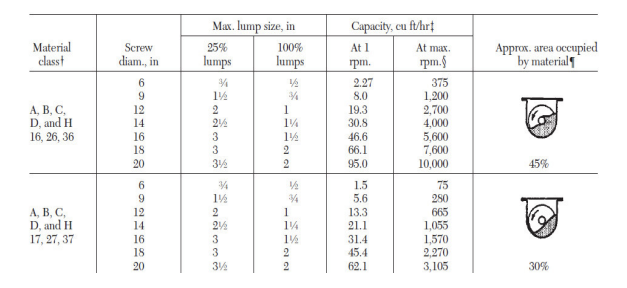 Max. lump size, in Capacity, cu ft/hr‡
Material Screw 25% 100% At 1 At max. Approx. area occupied
class† diam., in lumps lumps rpm. rpm.§ by material¶
6 ¾ ½ 2.27 375
9 1½ ¾ 8.0 1,200
A, B, C, 12 2 1 19.3 2,700
D, and H 14 2½ 1¼ 30.8 4,000
16, 26, 36 16 3 1½ 46.6 5,600
18 3 2 66.1 7,600
20 3½ 2 95.0 10,000 45%
6 ¾ ½ 1.5 75
9 1½ ¾ 5.6 280
A, B, C, 12 2 1 13.3 665
D, and H 14 2½ 1¼ 21.1 1,055
17, 27, 37 16 3 1½ 31.4 1,570
18 3 2 45.4 2,270
20 3½ 2 62.1 3,105 30%